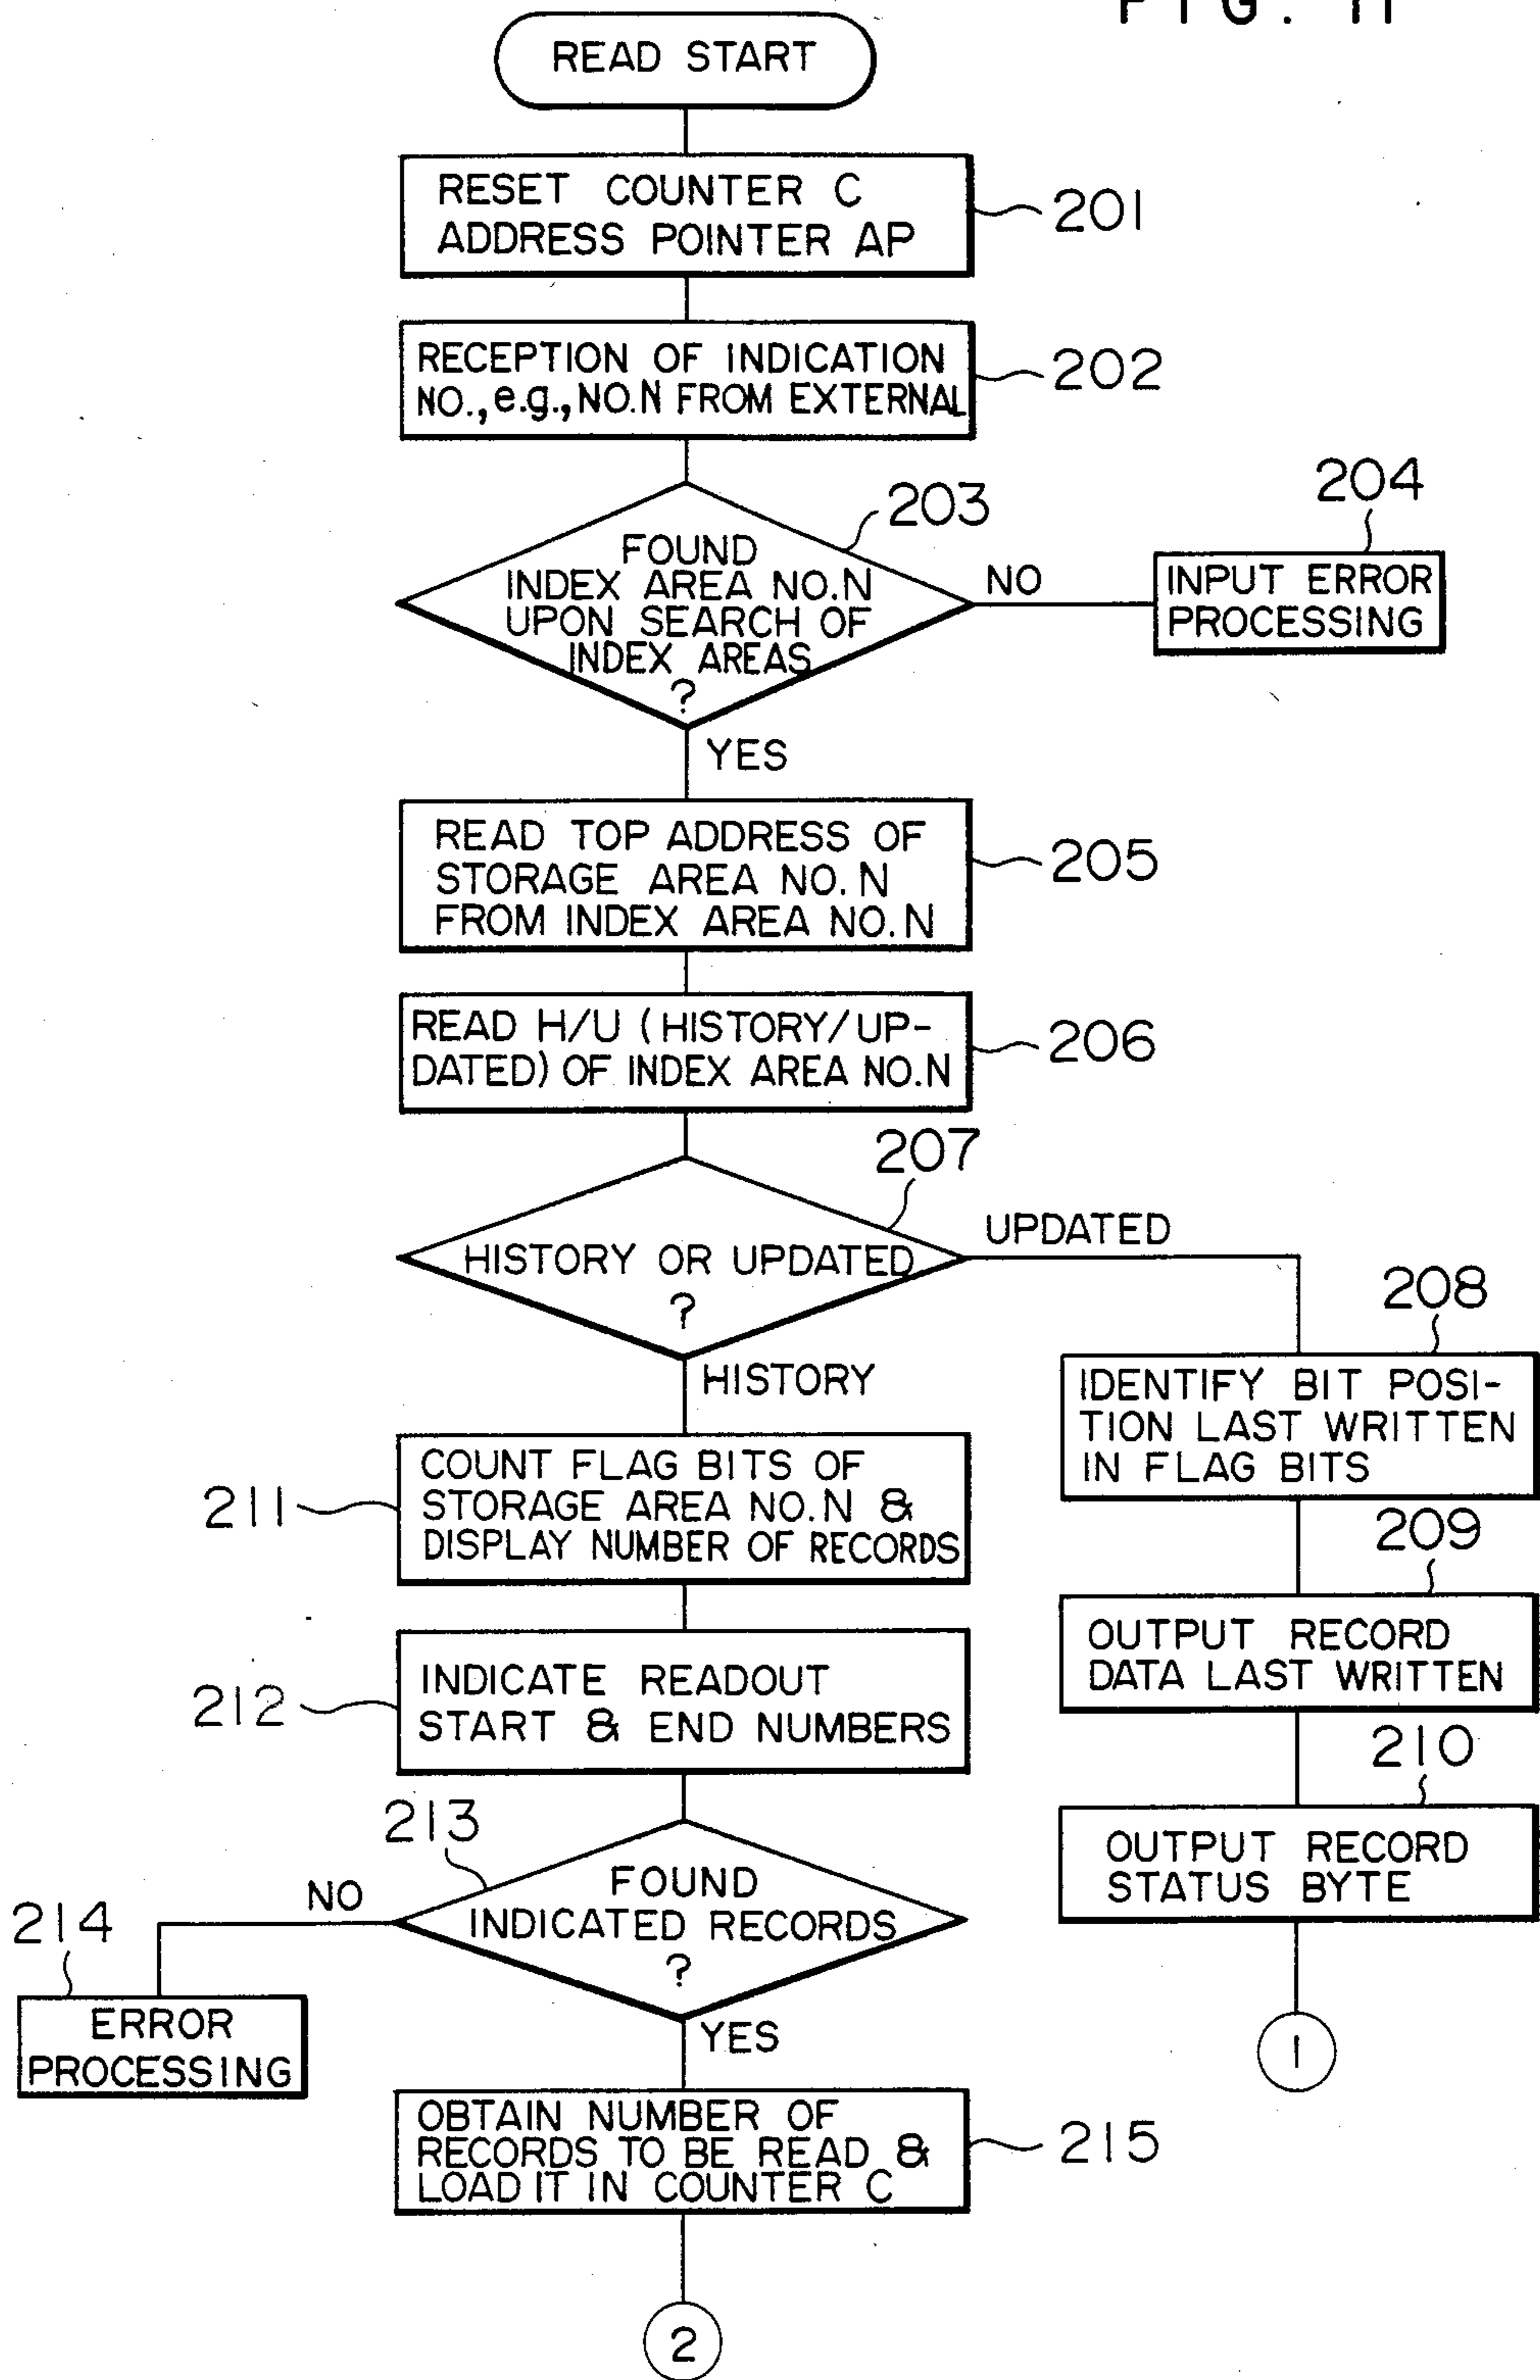 FIG. 11
READ START
RESET COUNTER C
ADDRESS POINTER AP
201
RECEPTION OF INDICATION
NO., e.g., NO.N FROM EXTERNAL
202
203
FOUND
INDEX AREA NO.N
UPON SEARCH OF
INDEX AREAS
?
NO
204
INPUT ERROR
PROCESSING
YES
READ TOP ADDRESS OF
STORAGE AREA NO. N
FROM INDEX AREA NO. N
205
READ H/U (HISTORY/UP-
DATED) OF INDEX AREA NO.N
206
207
HISTORY OR UPDATED
?
UPDATED
HISTORY
208
IDENTIFY BIT POSI-
TION LAST WRITTEN
IN FLAG BITS
209
OUTPUT RECORD
DATA LAST WRITTEN
210
OUTPUT RECORD
STATUS BYTE
1
211
COUNT FLAG BITS OF
STORAGE AREA NO.N &
DISPLAY NUMBER OF RECORDS
212
INDICATE READOUT
START & END NUMBERS
213
FOUND
INDICATED RECORDS
?
NO
214
ERROR
PROCESSING
YES
OBTAIN NUMBER OF
RECORDS TO BE READ &
LOAD IT IN COUNTER C
215
2